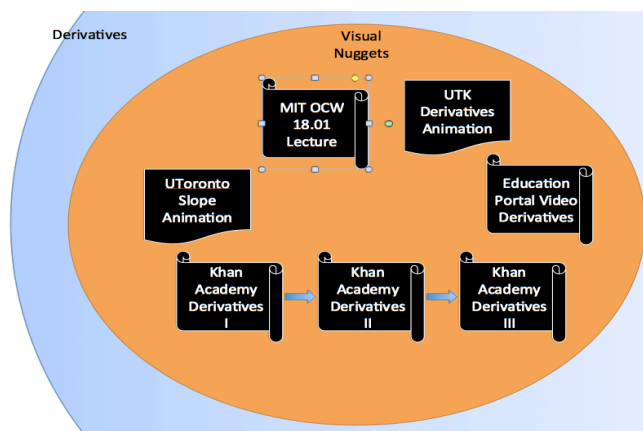 Derivatives
Visual
Nuggets
MIT OCW
18.01
Lecture
UTK
Derivatives
Animation
UToronto
Slope
Animation
Education
Portal Video
Derivatives
Khan
Academy
Derivatives
I
Khan
Academy
Derivatives
II
Khan
Academy
Derivatives
III